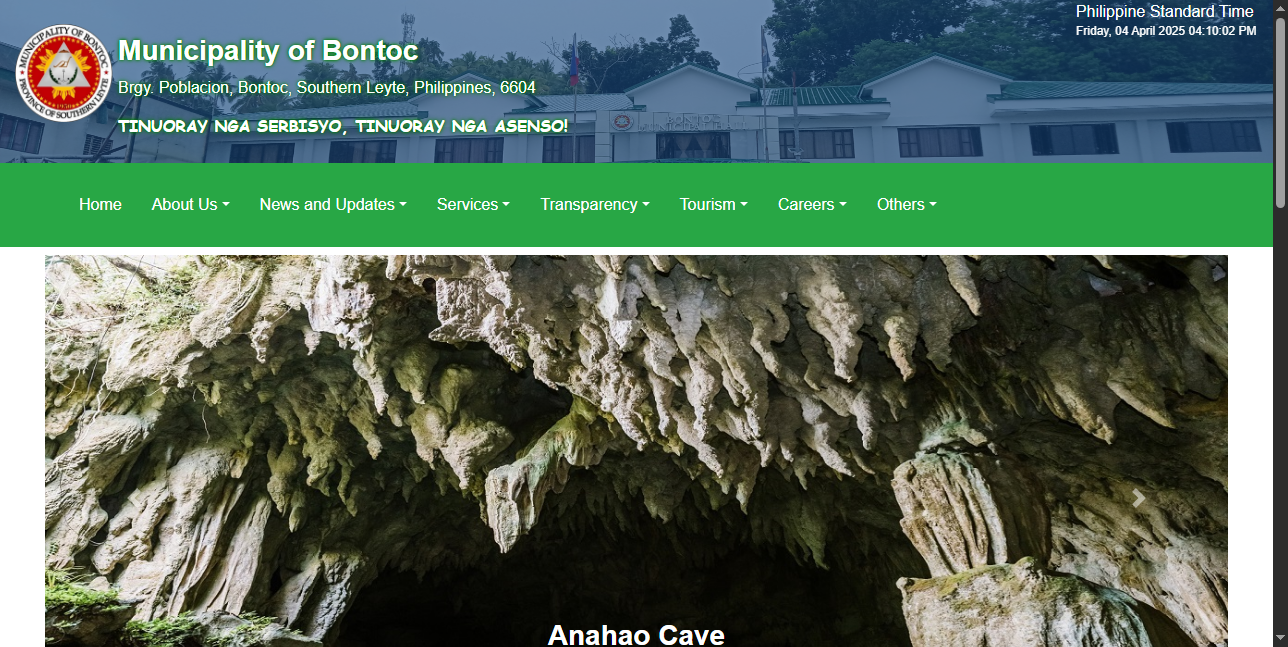 Philippine Standard Time
Friday, 04 April 2025 04:10:02 PM
MUNICIPALITY OF BONTOC
PROVINCE OF SOUTHERN LEYTE
Municipality of Bontoc
Brgy. Poblacion, Bontoc, Southern Leyte, Philippines, 6604
TINUORAY NGA SERBISYO, TINUORAY NGA ASENSO!
BONTOC
Home About Us News and Updates Services Transparency Tourism Careers Others
Anahao Cave